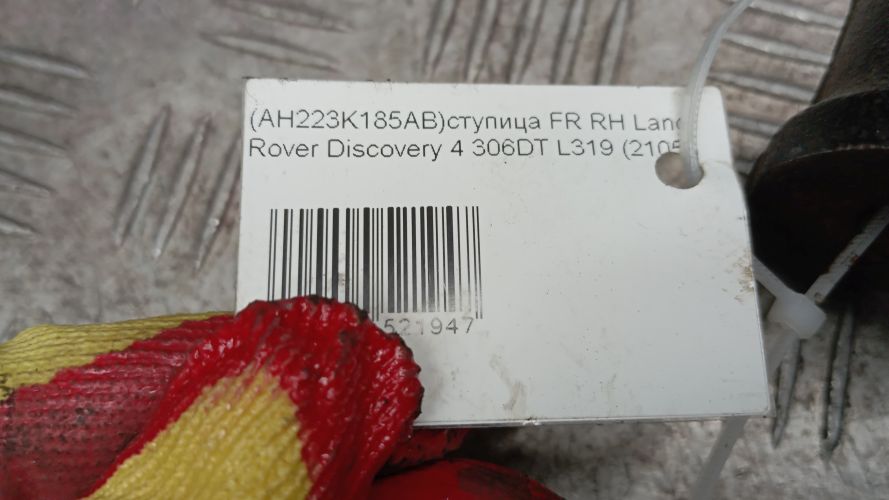 (AH223K185AB)ступица FR RH Land
Rover Discovery 4 306DT L319 (2105
521947